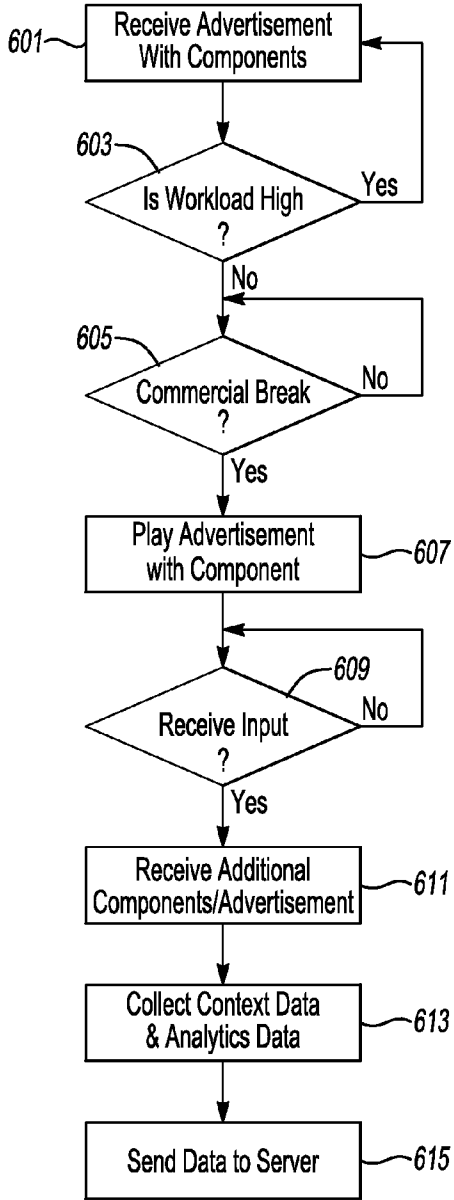 601
Receive Advertisement
With Components
603
Is Workload High
?
Yes
No
605
Commercial Break
?
No
Yes
Play Advertisement
with Component
607
609
Receive Input
?
No
Yes
Receive Additional
Components/Advertisement
611
Collect Context Data
& Analytics Data
613
Send Data to Server
615